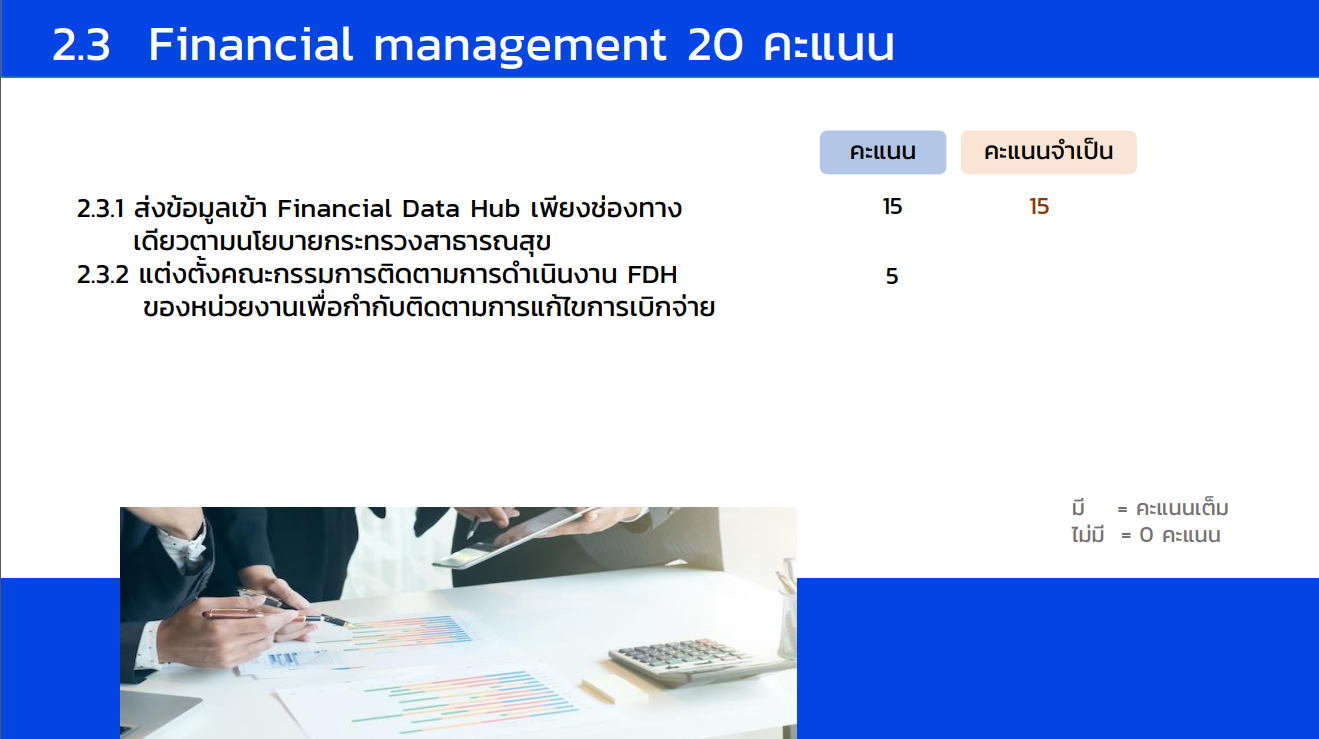 2.3 Financial management 20 คะแนน
คะแนน คะแนนจำเป็น
2.3.1 ส่งข้อมูลเข้า Financial Data Hub เพียงช่องทาง 15 15
เดียวตามนโยบายกระทรวงสาธารณสุข
2.3.2 แต่งตั้งคณะกรรมการติดตามการดำเนินงาน FDH 5
ของหน่วยงานเพื่อกำกับติดตามการแก้ไขการเบิกจ่าย
มี = คะแนนเต็ม
ไม่มี = 0 คะแนน